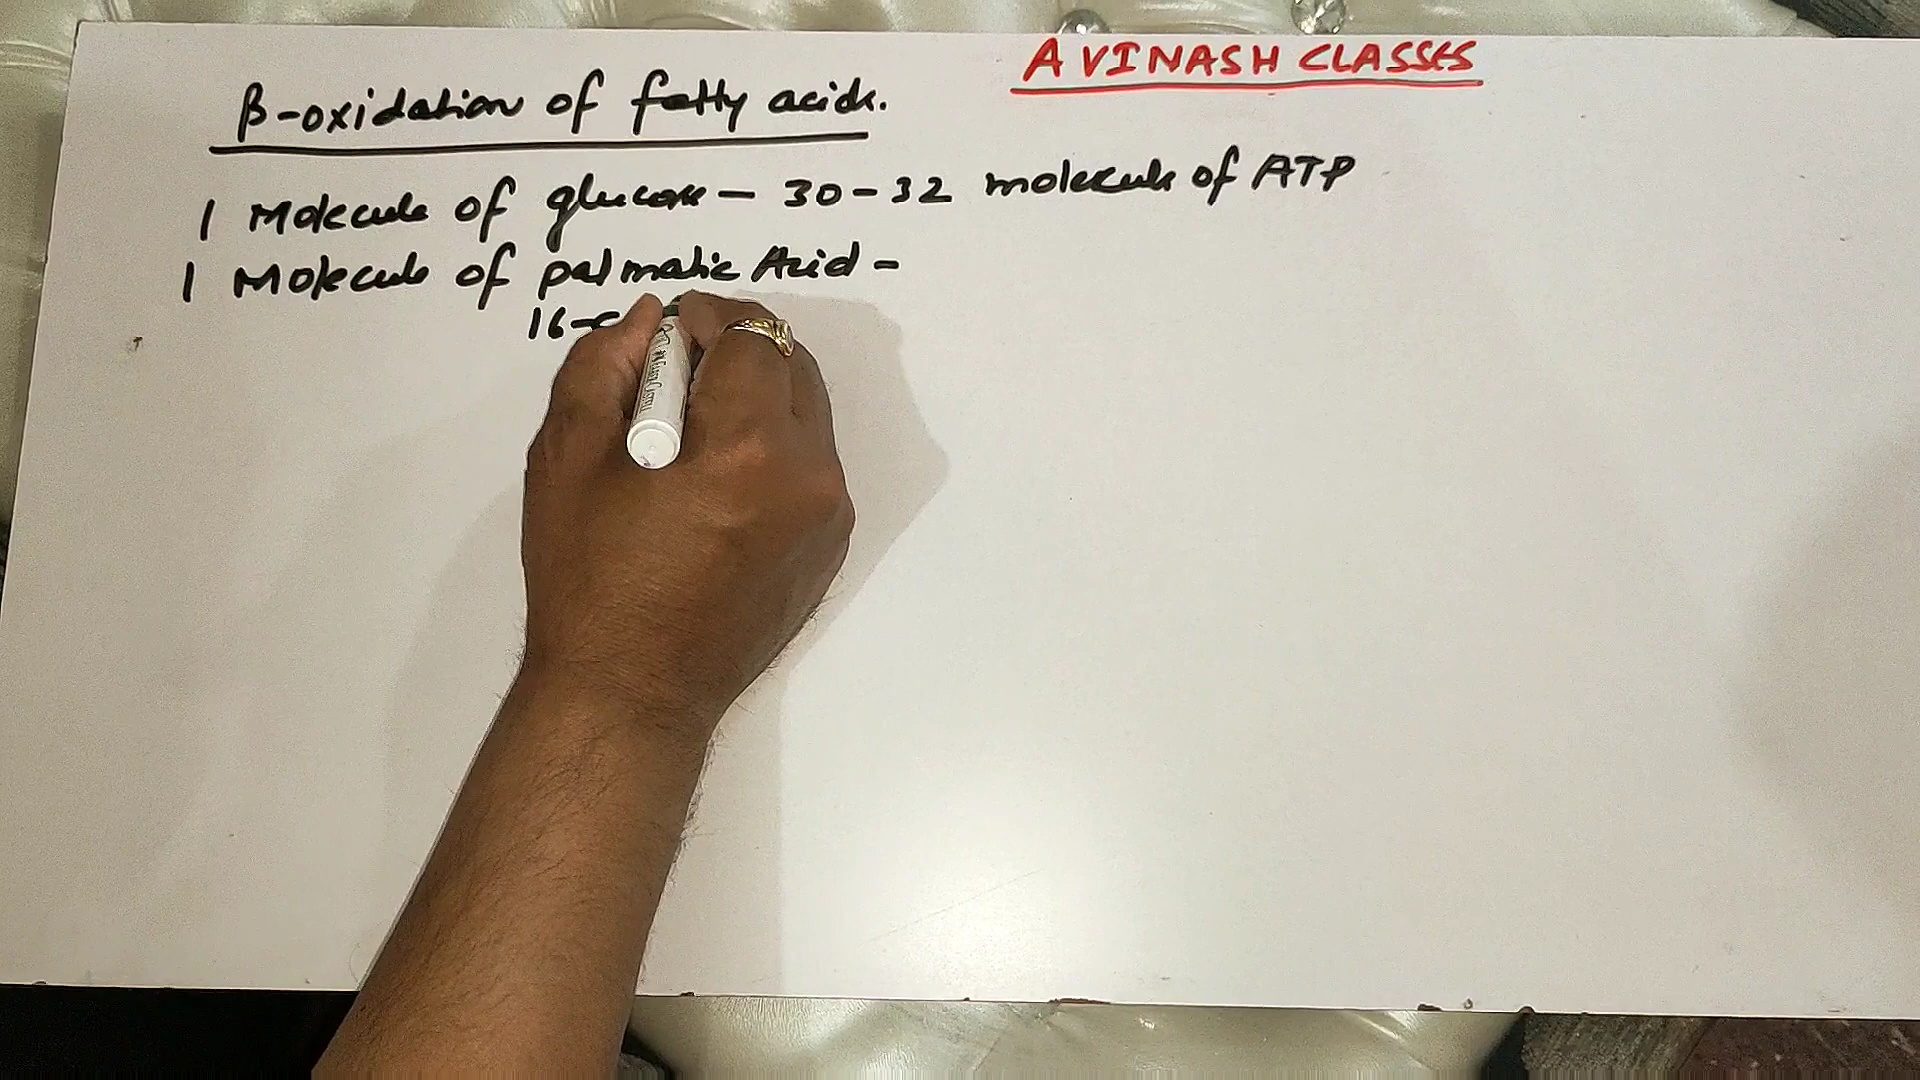 AVINASH CLASSES
β-oxidation of fatty acids.
1 Molecule of glucose - 30-32 molecule of ATP
1 Molecule of palmatic Acid -
16-c